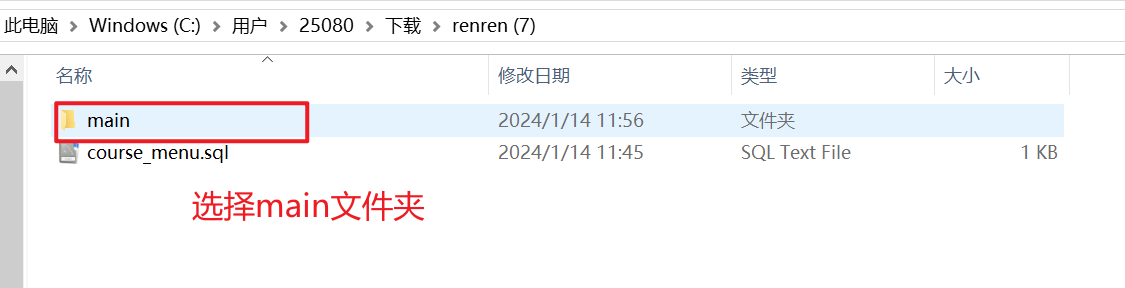 此电脑 > Windows (C:) > 用户 > 25080 > 下载 > renren (7)
名称 修改日期 类型 大小
main 2024/1/14 11:56 文件夹
course_menu.sql 2024/1/14 11:45 SQL Text File 1 KB
选择main文件夹